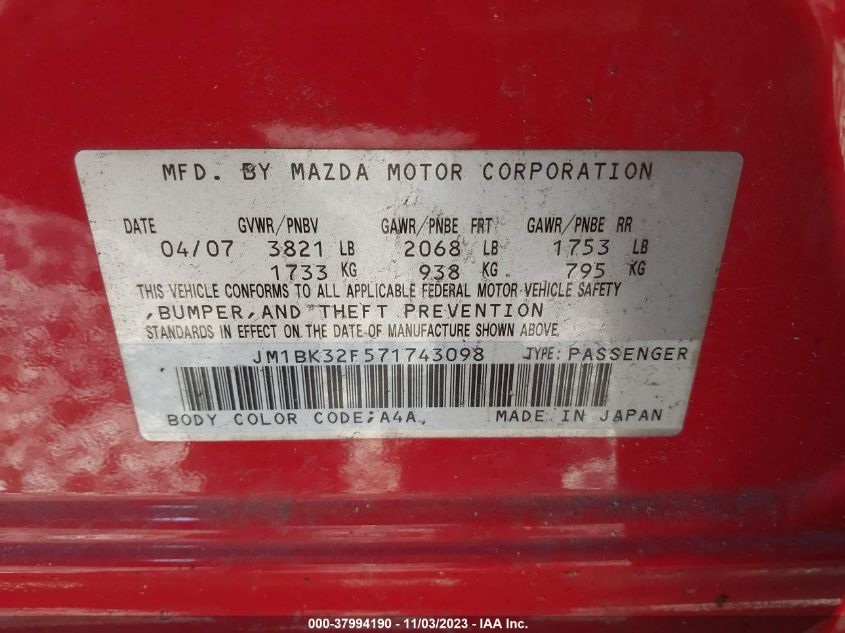 MFD. BY MAZDA MOTOR CORPORATION
DATE GVWR/PNBV GAWR/PNBE FRT GAWR/PNBE RR
04/07 3821 LB 2068 LB 1753 LB
1733 KG 938 KG 795 KG
THIS VEHICLE CONFORMS TO ALL APPLICABLE FEDERAL MOTOR VEHICLE SAFETY
,BUMPER,AND THEFT PREVENTION
STANDARDS IN EFFECT ON THE DATE OF MANUFACTURE SHOWN ABOVE
JM1BK32F571743098 TYPE: PASSENGER
BODY COLOR CODE;A4A MADE IN JAPAN
000-37994190 - 11/03/2023 - IAA Inc.